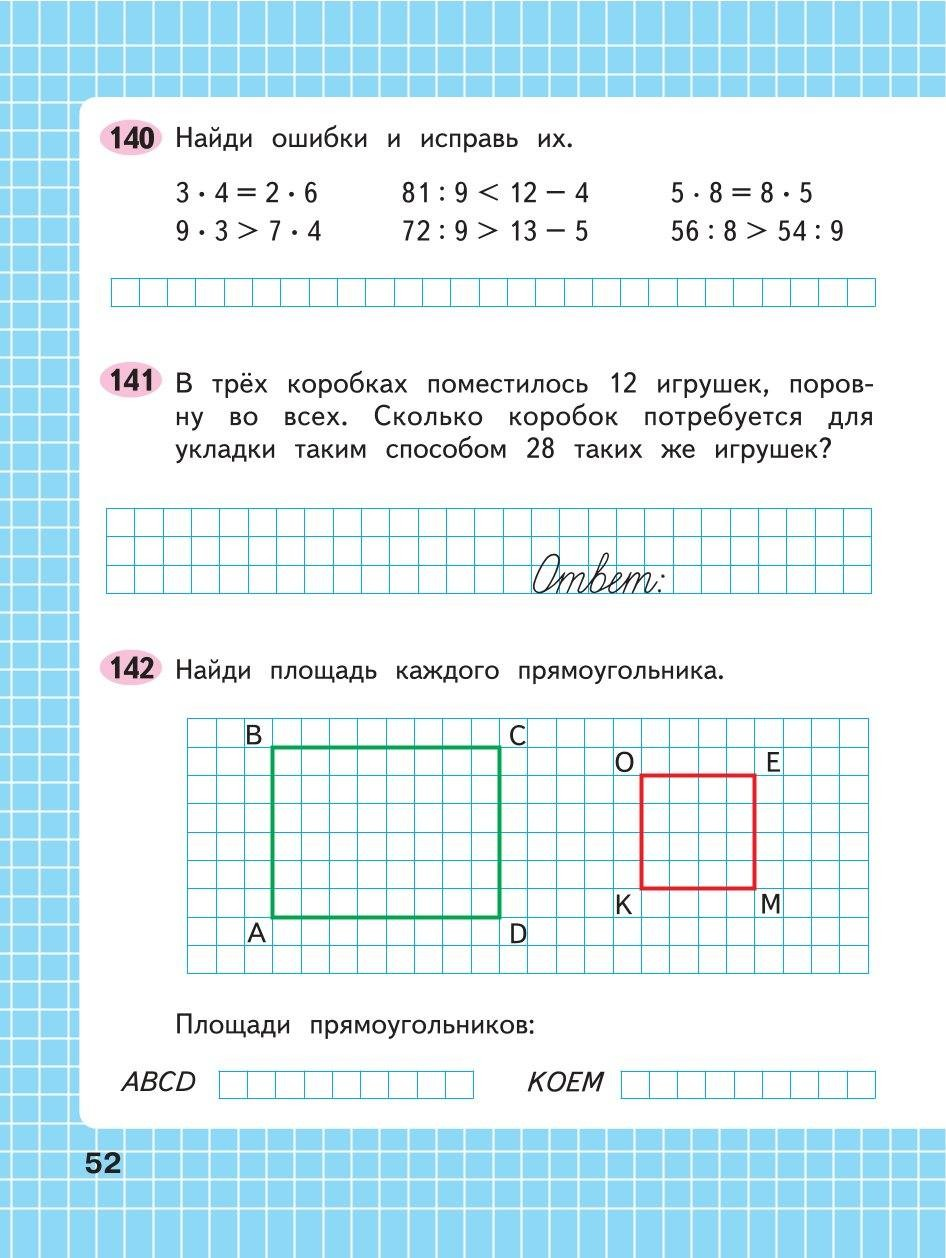 140 Найди ошибки и исправь их.
3 · 4 = 2 · 6 81 : 9 < 12 − 4 5 · 8 = 8 · 5
9 · 3 > 7 · 4 72 : 9 > 13 − 5 56 : 8 > 54 : 9
141 В трёх коробках поместилось 12 игрушек, поров-
ну во всех. Сколько коробок потребуется для
укладки таким способом 28 таких же игрушек?
Ответ:
142 Найди площадь каждого прямоугольника.
B C
O E
K M
A D
Площади прямоугольников:
ABCD KOEM
52